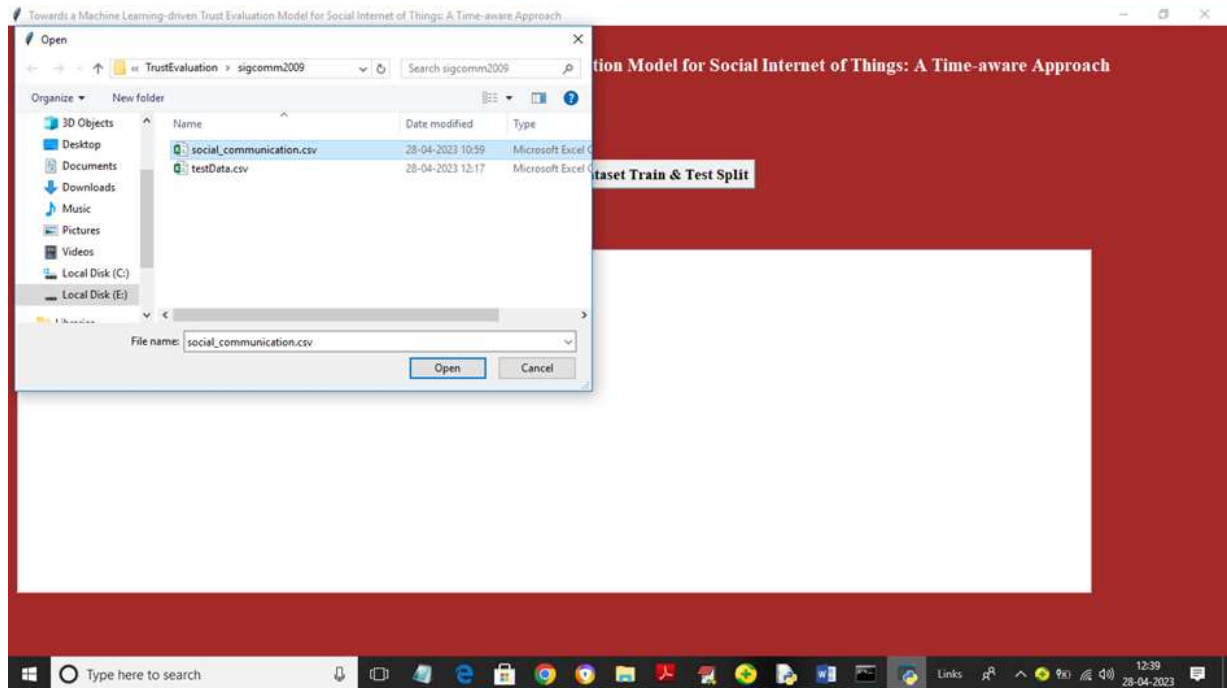 Towards a Machine Learning-driven Trust Evaluation Model for Social Internet of Things: A Time-aware Approach
Open
tion Model for Social Internet of Things: A Time-aware Approach
« TrustEvaluation › sigcomm2009
Search sigcomm2009
Organize
New folder
Name
Date modified
Type
3D Objects
Desktop
Documents
Downloads
Music
Pictures
Videos
Local Disk (C:)
Local Disk (E:)
social_communication.csv 28-04-2023 10:59 Microsoft Excel C
testData.csv 28-04-2023 12:17 Microsoft Excel C
taset Train & Test Split
File name: social_communication.csv
Open
Cancel
Type here to search
Links
12:39
28-04-2023